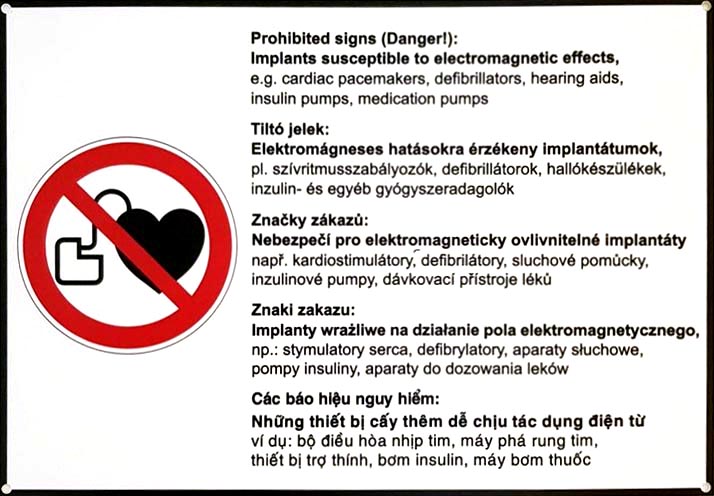 Prohibited signs (Danger!):
Implants susceptible to electromagnetic effects,
e.g. cardiac pacemakers, defibrillators, hearing aids,
insulin pumps, medication pumps
Tiltó jelek:
Elektromágneses hatásokra érzékeny implantátumok,
pl. szívritmusszabályozók, defibrillátorok, hallókészülékek,
inzulin- és egyéb gyógyszeradagolók
Značky zákazů:
Nebezpečí pro elektromagneticky ovlivnitelné implantáty
např. kardiostimulátory, defibrilátory, sluchové pomůcky,
inzulinové pumpy, dávkovací přístroje léků
Znaki zakazu:
Implanty wrażliwe na działanie pola elektromagnetycznego,
np.: stymulatory serca, defibrylatory, aparaty słuchowe,
pompy insuliny, aparaty do dozowania leków
Các báo hiệu nguy hiểm:
Những thiết bị cấy thêm dễ chịu tác dụng điện từ
ví dụ: bộ điều hòa nhịp tim, máy phá rung tim,
thiết bị trợ thính, bơm insulin, máy bơm thuốc